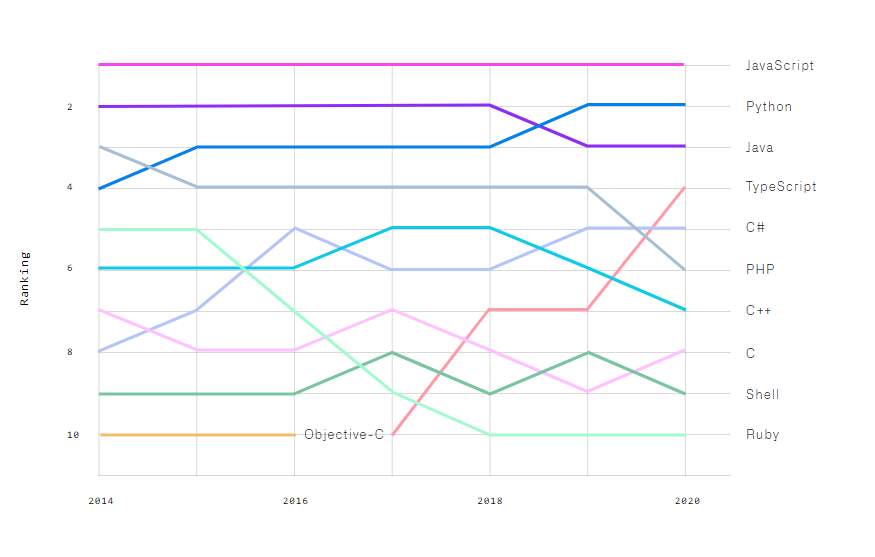 JavaScript
2
Python
Java
4
TypeScript
C#
Ranking
6
PHP
C++
8
C
Shell
10
Objective-C
Ruby
2014
2016
2018
2020